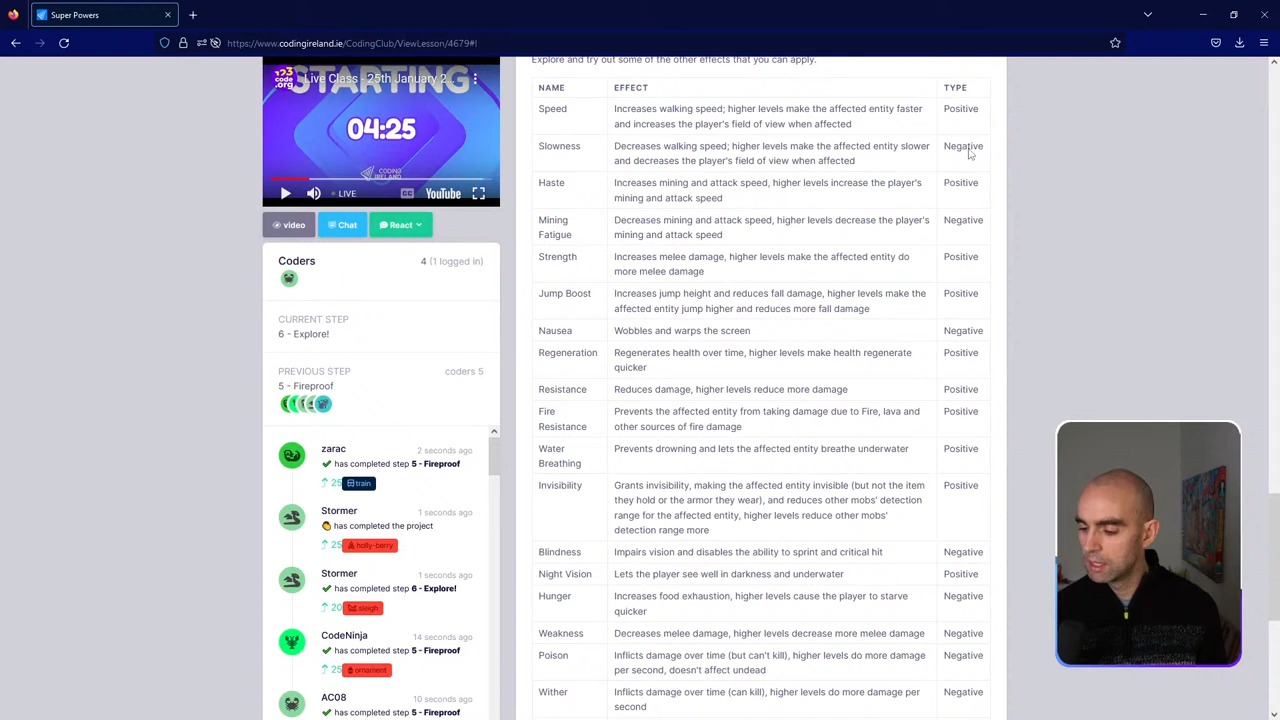 Super Powers
https://www.codingireland.ie/CodingClub/ViewLesson/4679#!
STARTING
123
code
.org
Live Class - 25th January 2...
04:25
CODING
IRELAND
LIVE
CC
YouTube
video
Chat
React
Coders
4 (1 logged in)
CURRENT STEP
6 - Explore!
PREVIOUS STEP
coders 5
5 - Fireproof
zarac
2 seconds ago
has completed step 5 - Fireproof
25
train
Stormer
1 seconds ago
has completed the project
25
holly-berry
Stormer
1 seconds ago
has completed step 6 - Explore!
20
sleigh
CodeNinja
14 seconds ago
has completed step 5 - Fireproof
25
ornament
AC08
10 seconds ago
has completed step 5 - Fireproof
Explore and try out some of the other effects that you can apply.
NAME EFFECT TYPE
Speed Increases walking speed; higher levels make the affected entity faster Positive
and increases the player's field of view when affected
Slowness Decreases walking speed; higher levels make the affected entity slower Negative
and decreases the player's field of view when affected
Haste Increases mining and attack speed, higher levels increase the player's Positive
mining and attack speed
Mining Decreases mining and attack speed, higher levels decrease the player's Negative
Fatigue mining and attack speed
Strength Increases melee damage, higher levels make the affected entity do Positive
more melee damage
Jump Boost Increases jump height and reduces fall damage, higher levels make the Positive
affected entity jump higher and reduces more fall damage
Nausea Wobbles and warps the screen Negative
Regeneration Regenerates health over time, higher levels make health regenerate Positive
quicker
Resistance Reduces damage, higher levels reduce more damage Positive
Fire Prevents the affected entity from taking damage due to Fire, lava and Positive
Resistance other sources of fire damage
Water Prevents drowning and lets the affected entity breathe underwater Positive
Breathing
Invisibility Grants invisibility, making the affected entity invisible (but not the item Positive
they hold or the armor they wear), and reduces other mobs' detection
range for the affected entity, higher levels reduce other mobs'
detection range more
Blindness Impairs vision and disables the ability to sprint and critical hit Negative
Night Vision Lets the player see well in darkness and underwater Positive
Hunger Increases food exhaustion, higher levels cause the player to starve Negative
quicker
Weakness Decreases melee damage, higher levels decrease more melee damage Negative
Poison Inflicts damage over time (but can't kill), higher levels do more damage Negative
per second, doesn't affect undead
Wither Inflicts damage over time (can kill), higher levels do more damage per Negative
second